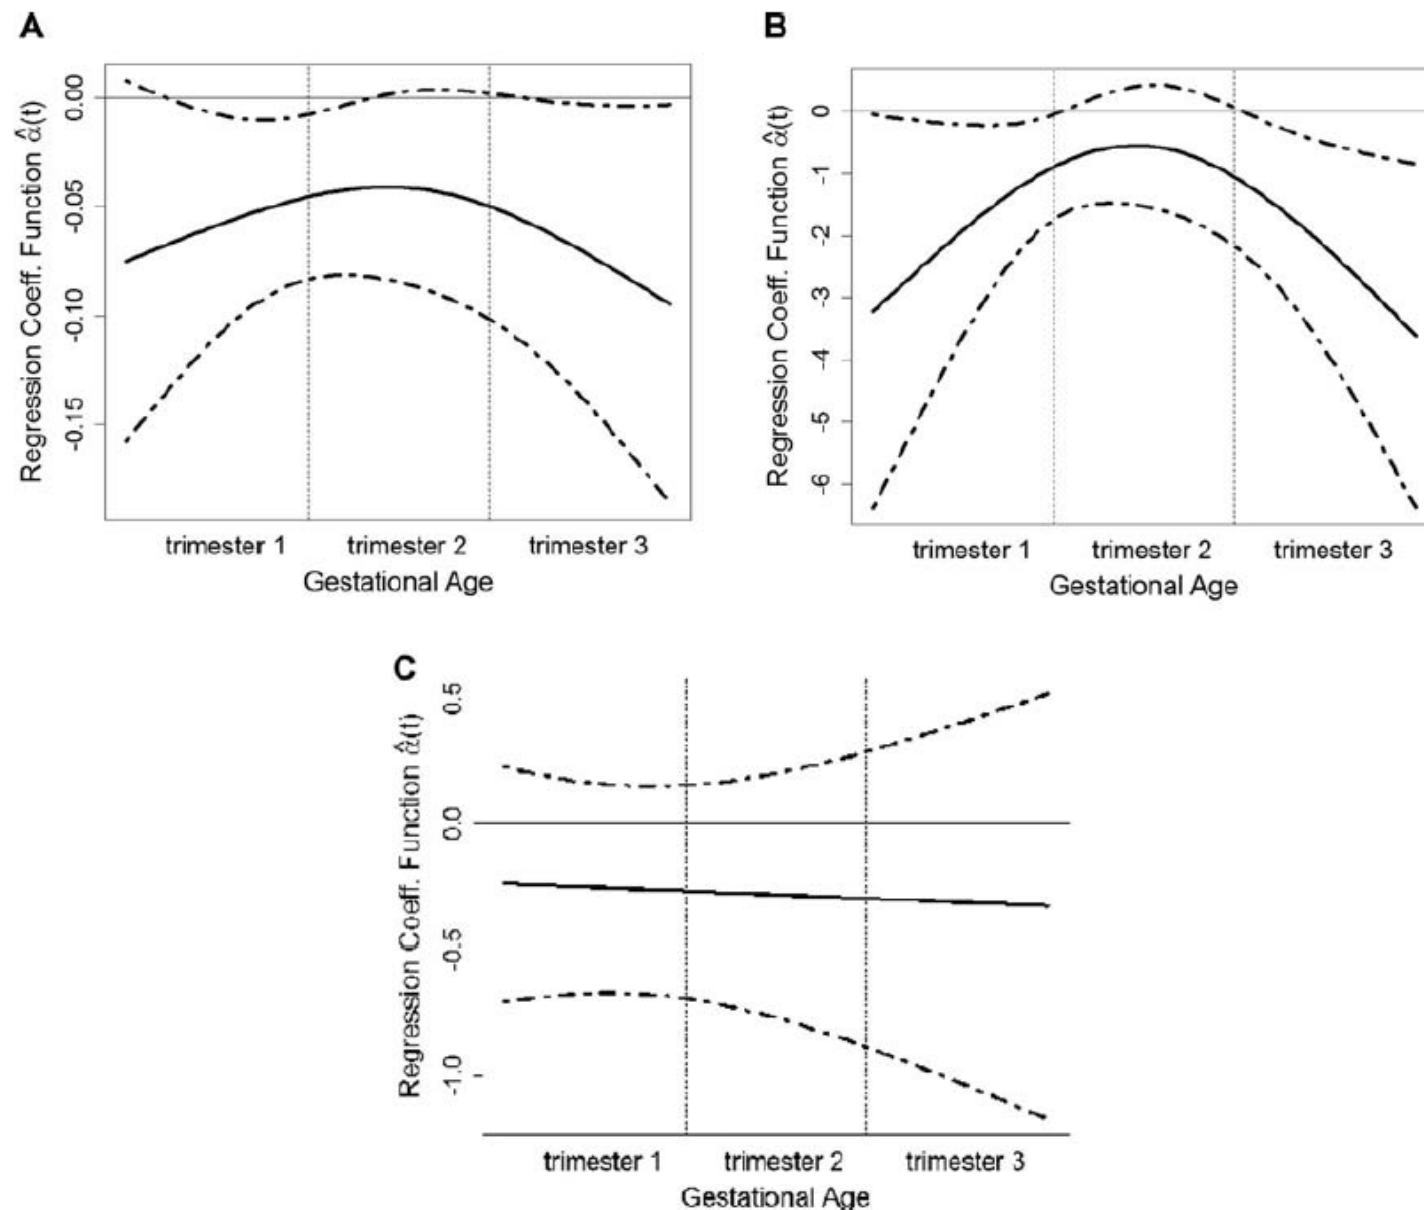 A
Regression Coeff. Function α̂(t)
0.00
-0.05
-0.10
-0.15
trimester 1 trimester 2 trimester 3
Gestational Age
B
Regression Coeff. Function α̂(t)
0
-1
-2
-3
-4
-5
-6
trimester 1 trimester 2 trimester 3
Gestational Age
C
Regression Coeff. Function α̂(t)
0.5
0.0
-0.5
-1.0
trimester 1 trimester 2 trimester 3
Gestational Age